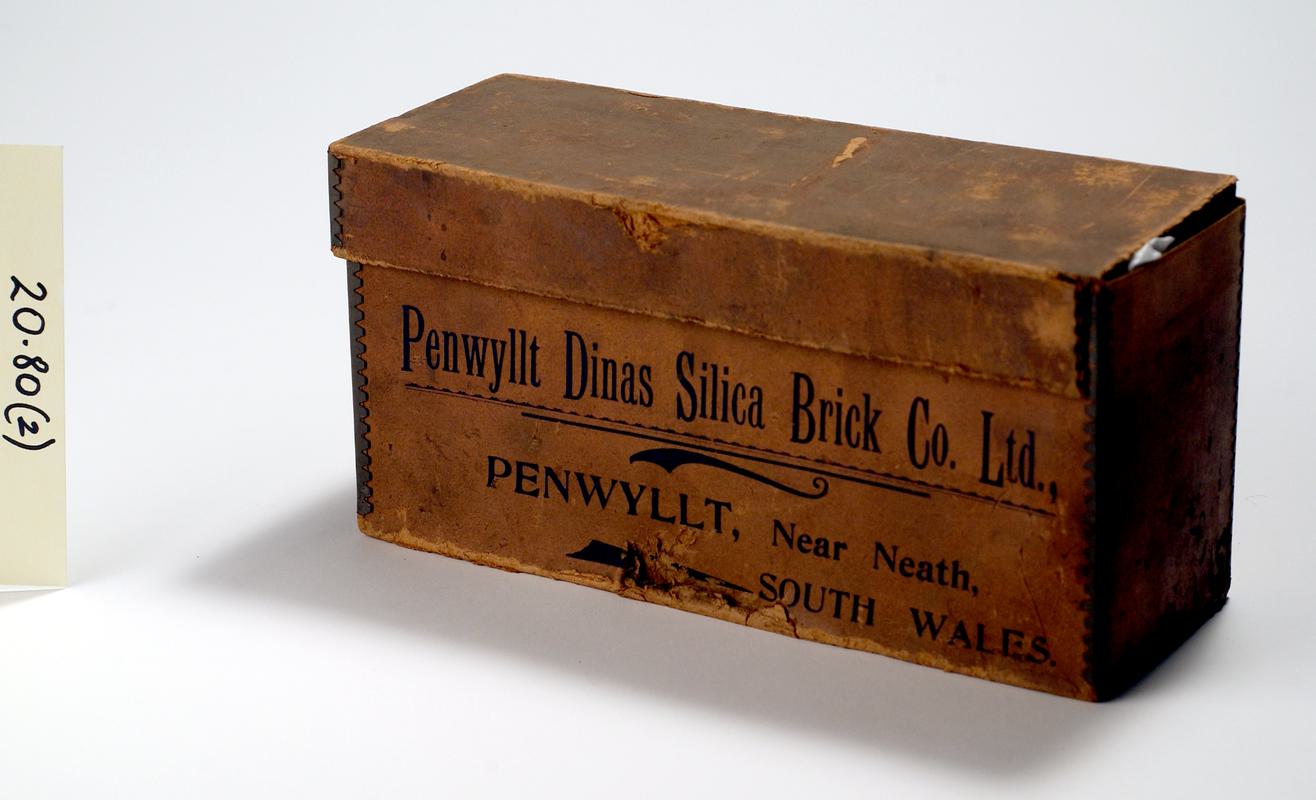 20.80(2)
Penwyllt Dinas Silica Brick Co. Ltd.,
PENWYLLT, Near Neath,
SOUTH WALES.